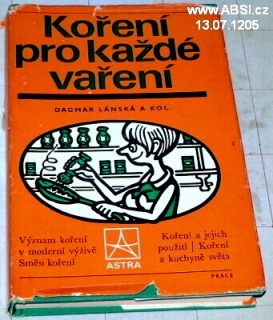 www.ABSI.cz
13.07.1205
Koření
pro každé
vaření
DAGMAR LÁNSKÁ A KOL.
Význam koření
v moderní výživě
Směsi koření
ASTRA
Koření a jejich
použití / Koření
a kuchyně světa
PRÁCE